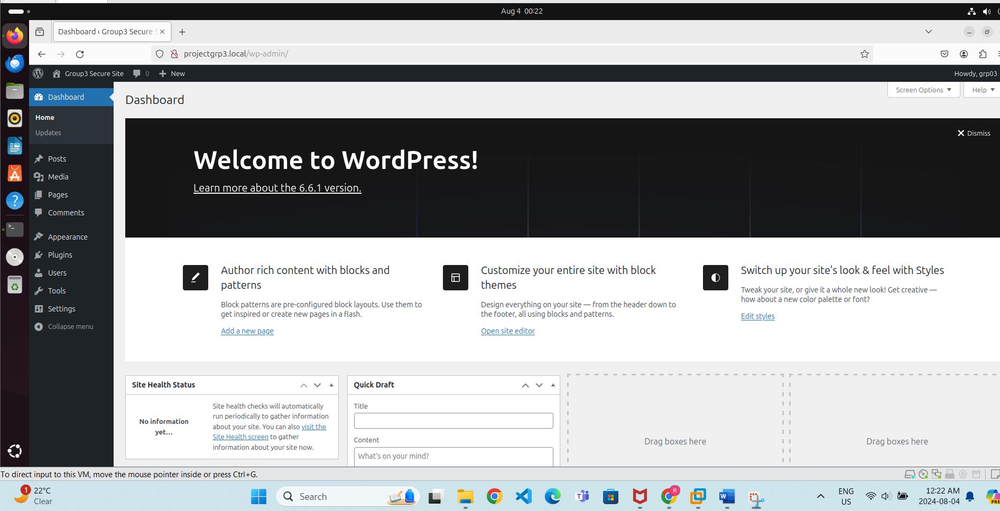 Aug 4 00:22
Dashboard ‹ Group3 Secure S
projectgrp3.local/wp-admin/
Group3 Secure Site
0
New
Howdy, grp03
Dashboard
Home
Updates
Posts
Media
Pages
Comments
Appearance
Plugins
Users
Tools
Settings
Collapse menu
Screen Options
Help
Dashboard
Dismiss
Welcome to WordPress!
Learn more about the 6.6.1 version.
Author rich content with blocks and
patterns
Block patterns are pre-configured block layouts. Use them to
get inspired or create new pages in a flash.
Add a new page
Customize your entire site with block
themes
Design everything on your site — from the header down to
the footer, all using blocks and patterns.
Open site editor
Switch up your site’s look & feel with Styles
Tweak your site, or give it a whole new look! Get creative —
how about a new color palette or font?
Edit styles
Site Health Status
No information
yet…
Site health checks will automatically
run periodically to gather information
about your site. You can also visit the
Site Health screen to gather
information about your site now.
Quick Draft
Title
Content
What’s on your mind?
Drag boxes here
Drag boxes here
To direct input to this VM, move the mouse pointer inside or press Ctrl+G.
1
22°C
Clear
Search
R
ENG
US
12:22 AM
2024-08-04
PRE